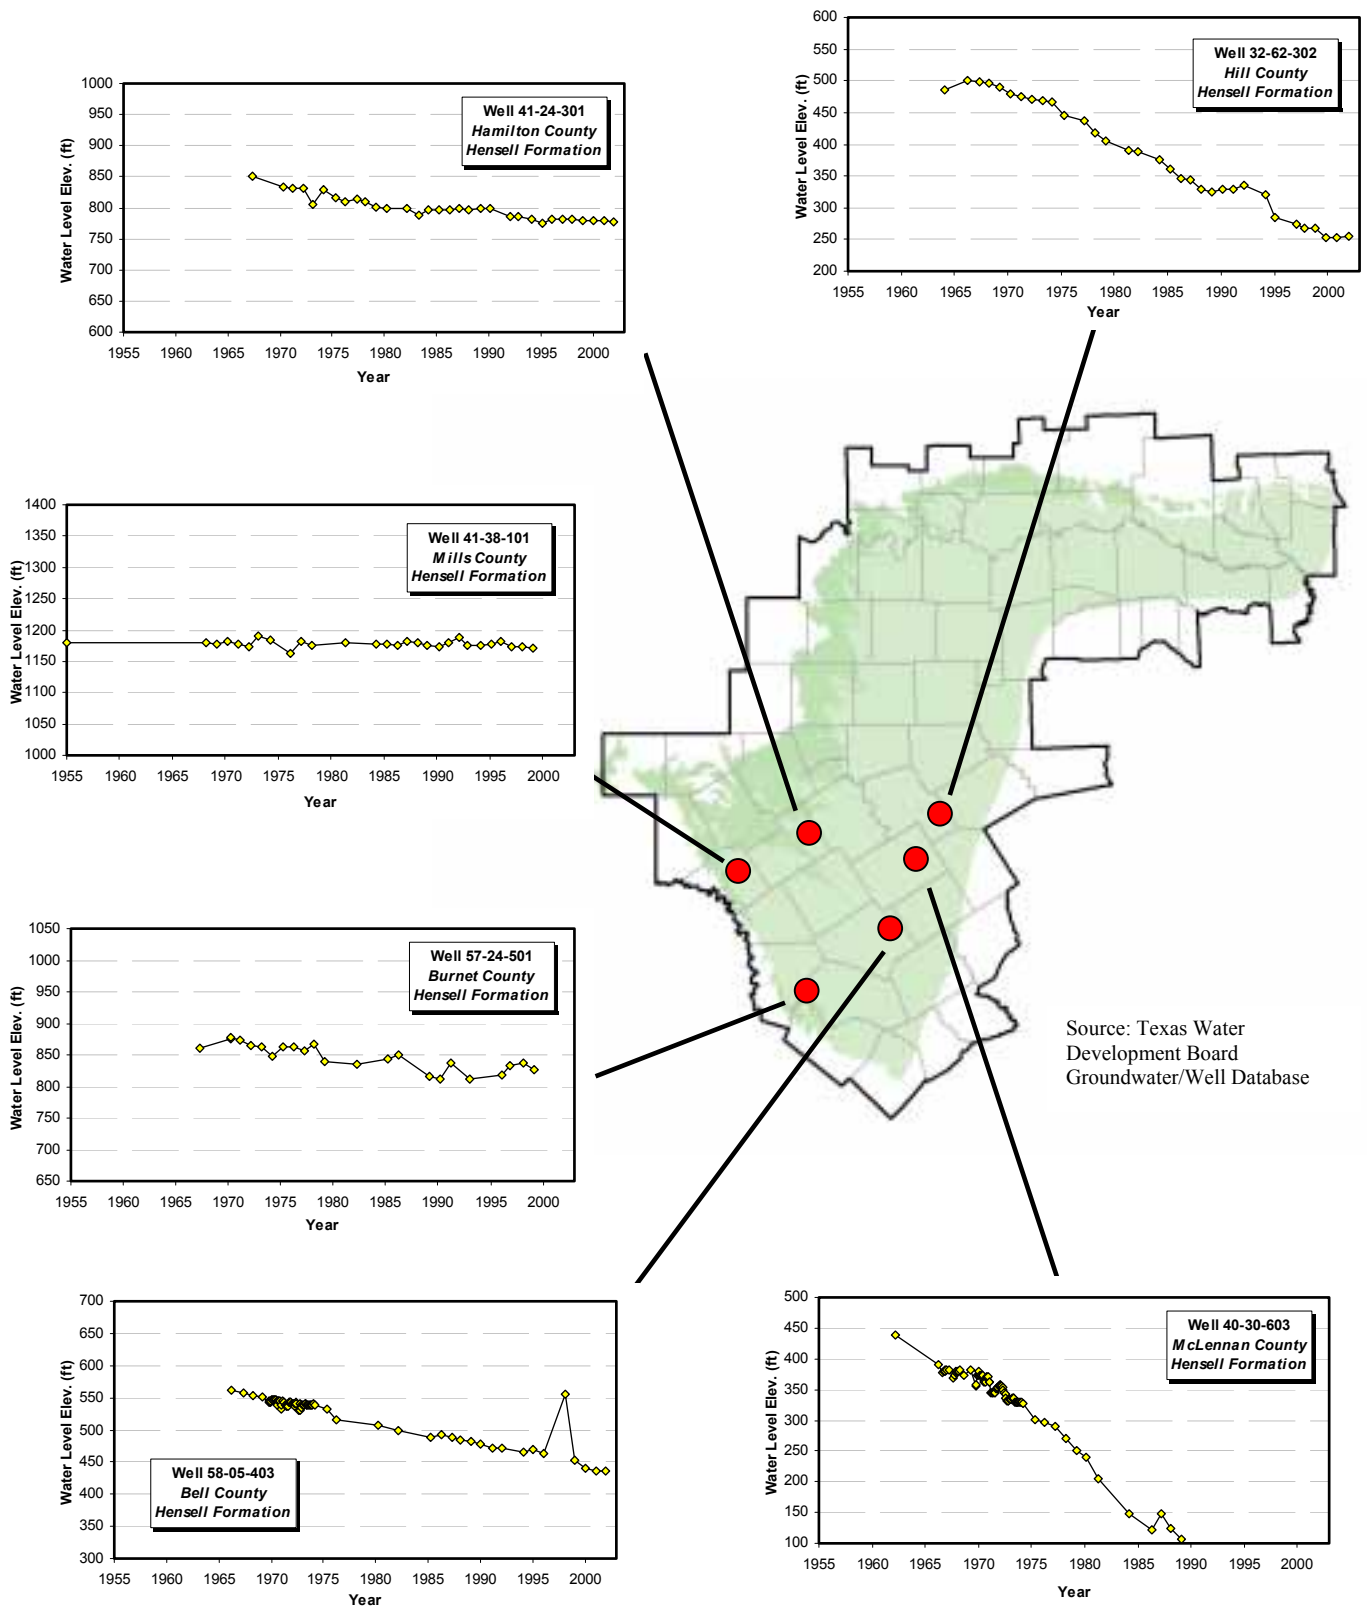 Well 41-24-301
Hamilton County
Hensell Formation
Water Level Elev. (ft)
1000
950
900
850
800
750
700
650
600
1955 1960 1965 1970 1975 1980 1985 1990 1995 2000
Year
Well 32-62-302
Hill County
Hensell Formation
Water Level Elev. (ft)
600
550
500
450
400
350
300
250
200
1955 1960 1965 1970 1975 1980 1985 1990 1995 2000
Year
Well 41-38-101
Mills County
Hensell Formation
Water Level Elev. (ft)
1400
1350
1300
1250
1200
1150
1100
1050
1000
1955 1960 1965 1970 1975 1980 1985 1990 1995 2000
Year
Well 57-24-501
Burnet County
Hensell Formation
Water Level Elev. (ft)
1050
1000
950
900
850
800
750
700
650
1955 1960 1965 1970 1975 1980 1985 1990 1995 2000
Year
Source: Texas Water
Development Board
Groundwater/Well Database
Well 58-05-403
Bell County
Hensell Formation
Water Level Elev. (ft)
700
650
600
550
500
450
400
350
300
1955 1960 1965 1970 1975 1980 1985 1990 1995 2000
Year
Well 40-30-603
McLennan County
Hensell Formation
Water Level Elev. (ft)
500
450
400
350
300
250
200
150
100
1955 1960 1965 1970 1975 1980 1985 1990 1995 2000
Year